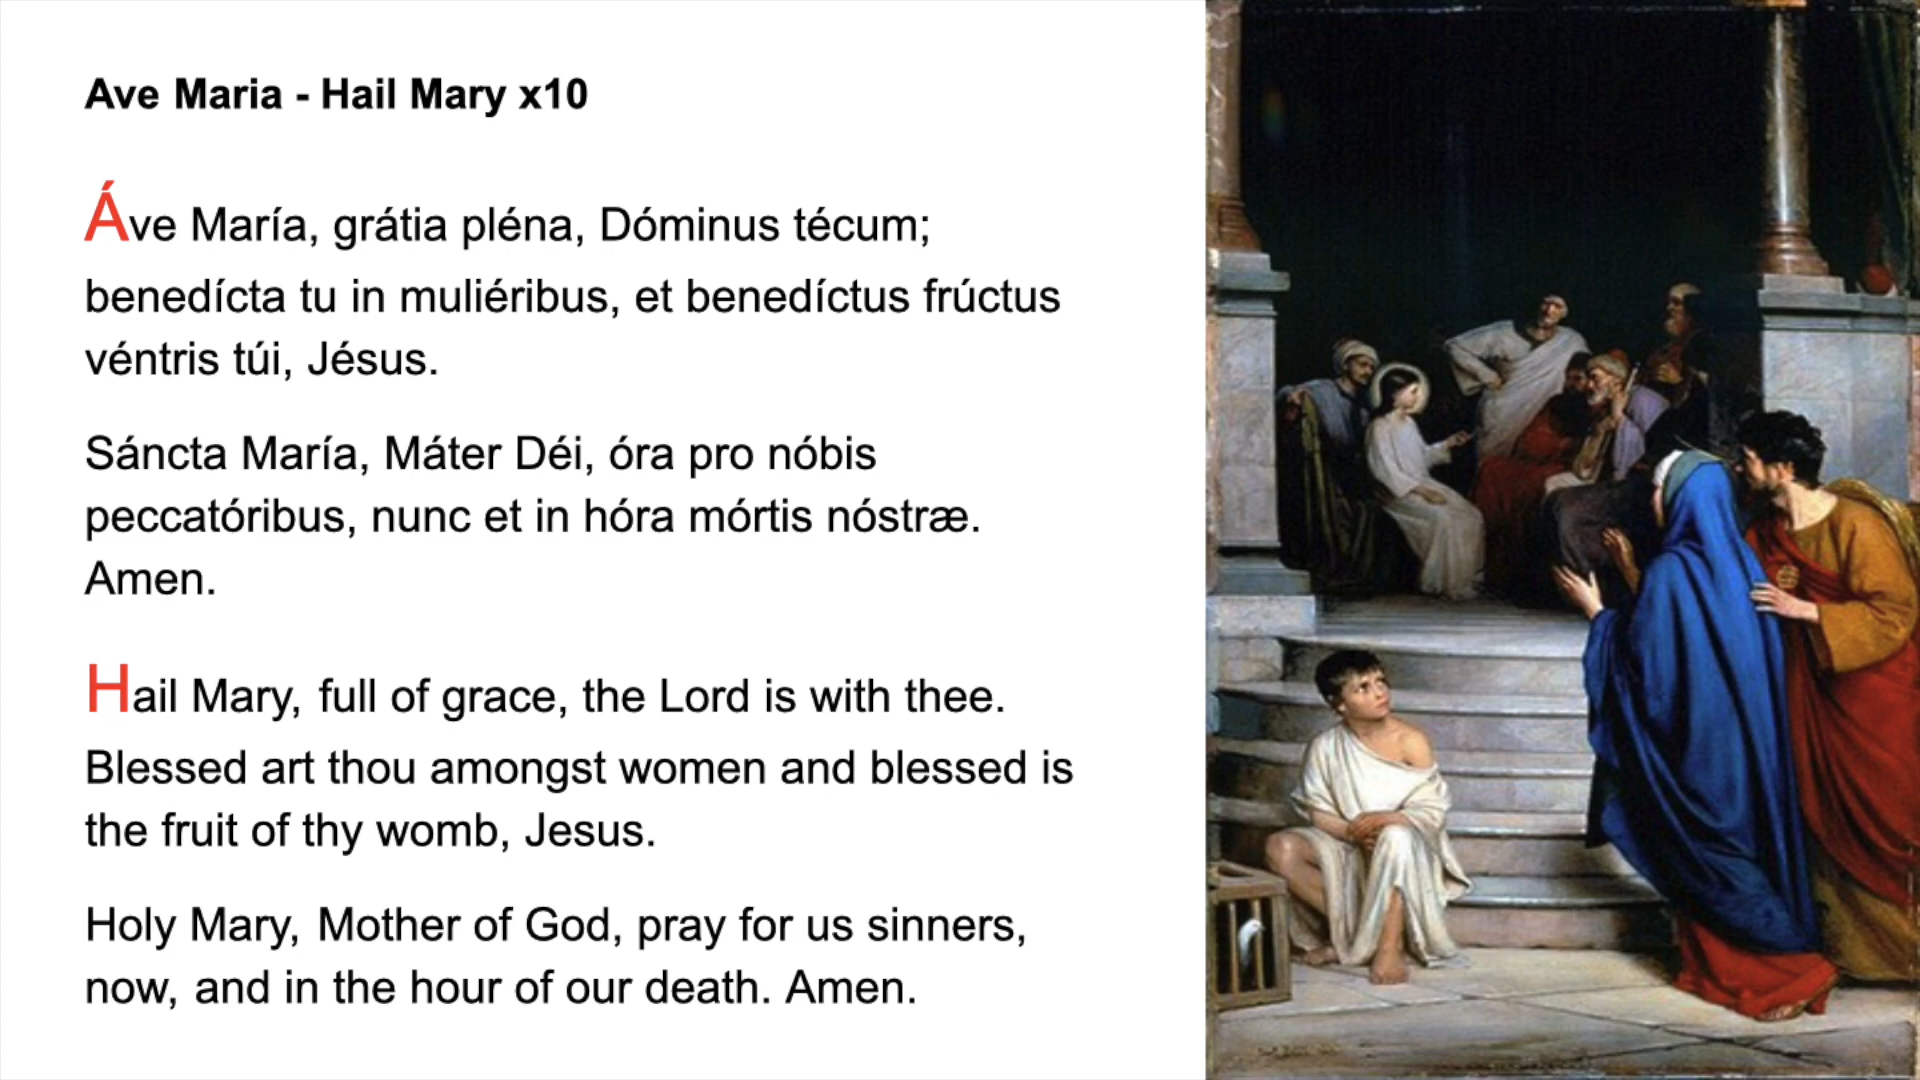 Ave Maria - Hail Mary x10
Áve María, grátia pléna, Dóminus técum;
benedícta tu in muliéribus, et benedíctus frúctus
véntris túi, Jésus.
Sáncta María, Máter Déi, óra pro nóbis
peccatóribus, nunc et in hóra mórtis nóstræ.
Amen.
Hail Mary, full of grace, the Lord is with thee.
Blessed art thou amongst women and blessed is
the fruit of thy womb, Jesus.
Holy Mary, Mother of God, pray for us sinners,
now, and in the hour of our death. Amen.